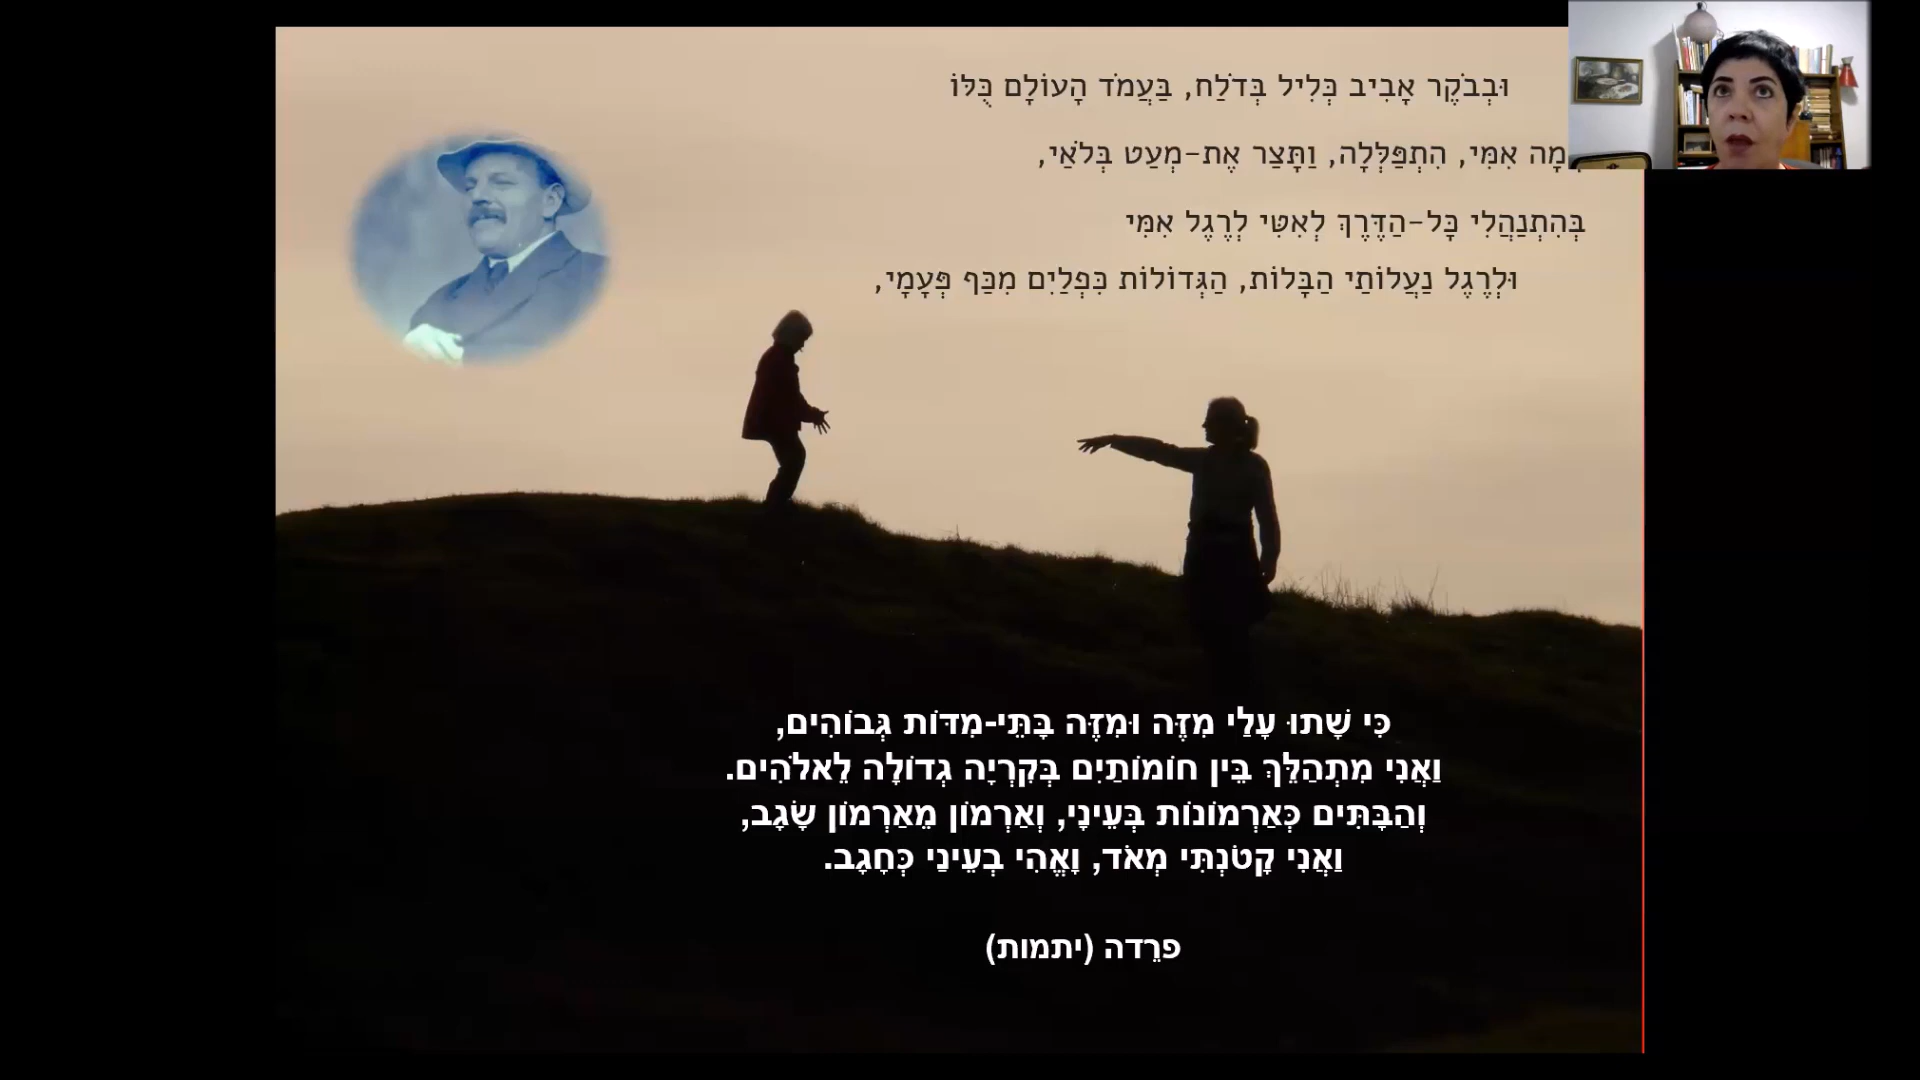 וּבְבֹקֶר אָבִיב כְּלִיל בְּדֹלַח, בַּעֲמֹד הָעוֹלָם כֻּלּוֹ
אִמִּי, הִתְפַּלְּלָה, וַתָּצַר אֶת-מְעַט בְּלֹאַי,
בְּהִתְנַהֲלִי כָּל-הַדֶּרֶךְ לְאִטִּי לְרֶגֶל אִמִּי
וּלְרֶגֶל נַעֲלוֹתַי הַבָּלוֹת, הַגְּדוֹלוֹת כִּפְלַיִם מִכַּף פְּעָמָי,
כִּי שָׁתוּ עָלַי מִזֶּה וּמִזֶּה בָּתֵּי-מִדּוֹת גְּבוֹהִים,
וַאֲנִי מִתְהַלֵּךְ בֵּין חוֹמוֹתַיִם בְּקִרְיָה גְדוֹלָה לֵאלֹהִים.
וְהַבָּתִּים כְּאַרְמוֹנוֹת בְּעֵינָי, וְאַרְמוֹן מֵאַרְמוֹן שָׂגָב,
וַאֲנִי קָטֹנְתִּי מְאֹד, וָאֱהִי בְעֵינַי כְּחָגָב.
פרֵדה (יתמות)